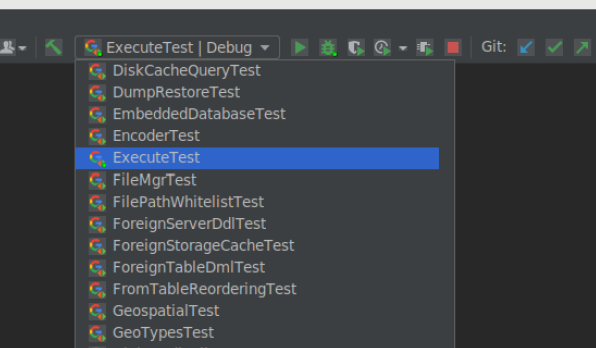 ExecuteTest | Debug Git:
DiskCacheQueryTest
DumpRestoreTest
EmbeddedDatabaseTest
EncoderTest
ExecuteTest
FileMgrTest
FilePathWhitelistTest
ForeignServerDdlTest
ForeignStorageCacheTest
ForeignTableDmlTest
FromTableReorderingTest
GeospatialTest
GeoTypesTest